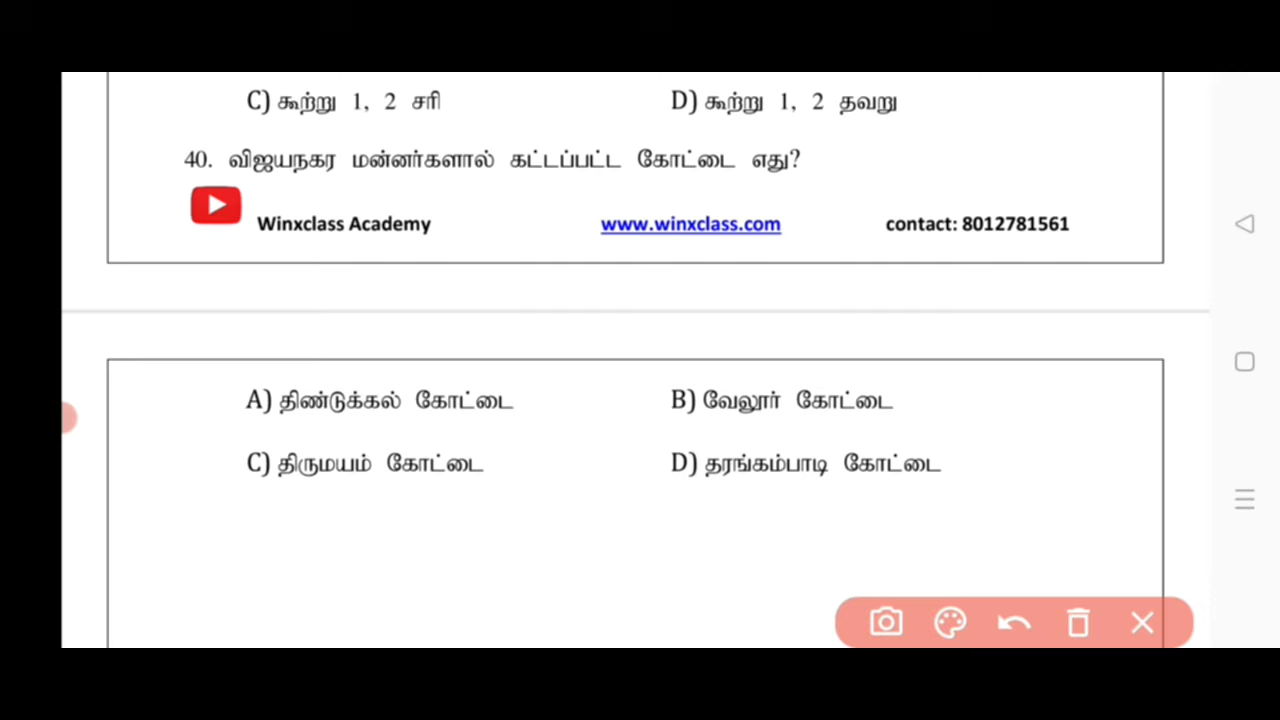 C) கூற்று 1, 2 சரி D) கூற்று 1, 2 தவறு
40. விஜயநகர மன்னர்களால் கட்டப்பட்ட கோட்டை எது?
Winxclass Academy www.winxclass.com contact: 8012781561
A) திண்டுக்கல் கோட்டை B) வேலூர் கோட்டை
C) திருமயம் கோட்டை D) தரங்கம்பாடி கோட்டை